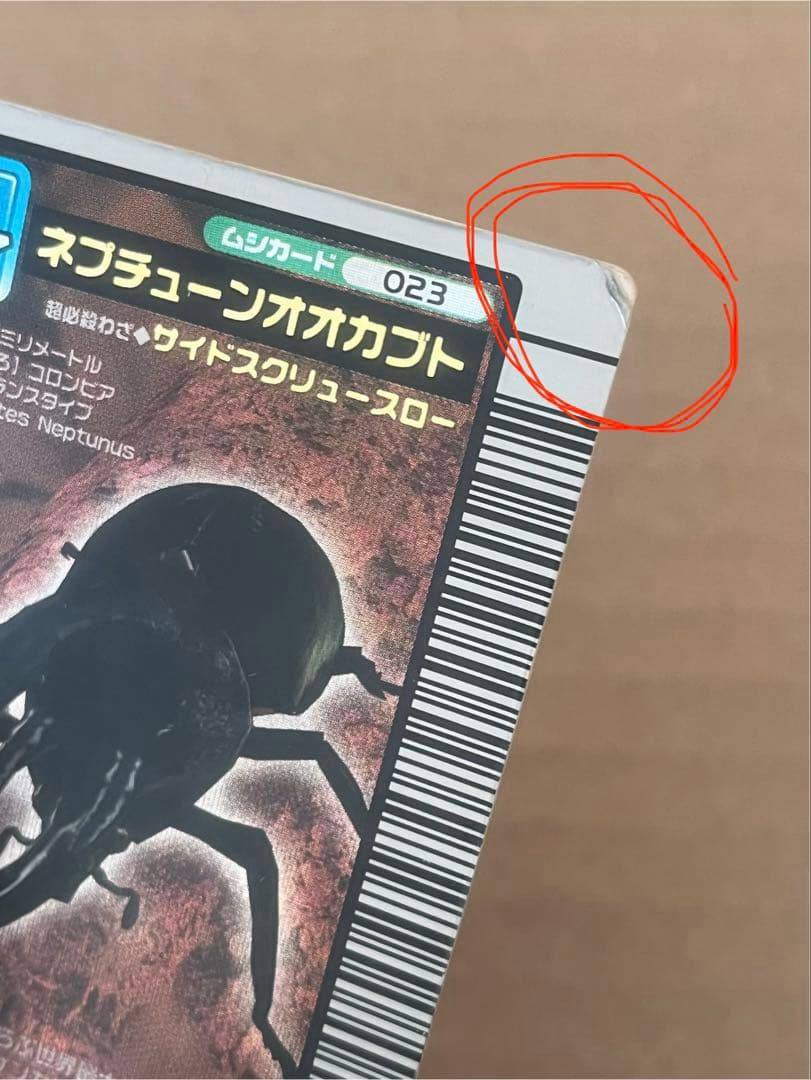 ムシカード 023
ネプチューンオオカブト
超必殺わざ◆サイドスクリュースロー
ミリメートル
コロンビア
ランスタイプ
tes Neptunus